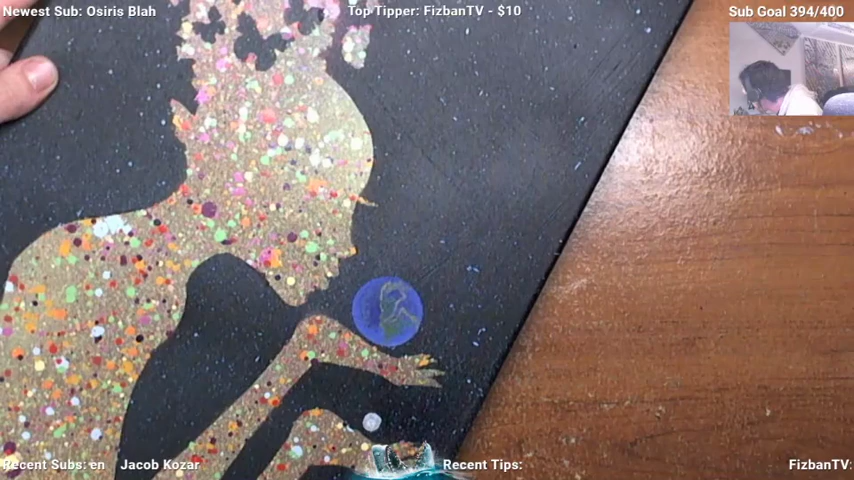 Newest Sub: Osiris Blah
Top Tipper: FizbanTV - $10
Sub Goal 394/400
Recent Subs: en Jacob Kozar
Recent Tips:
FizbanTV: